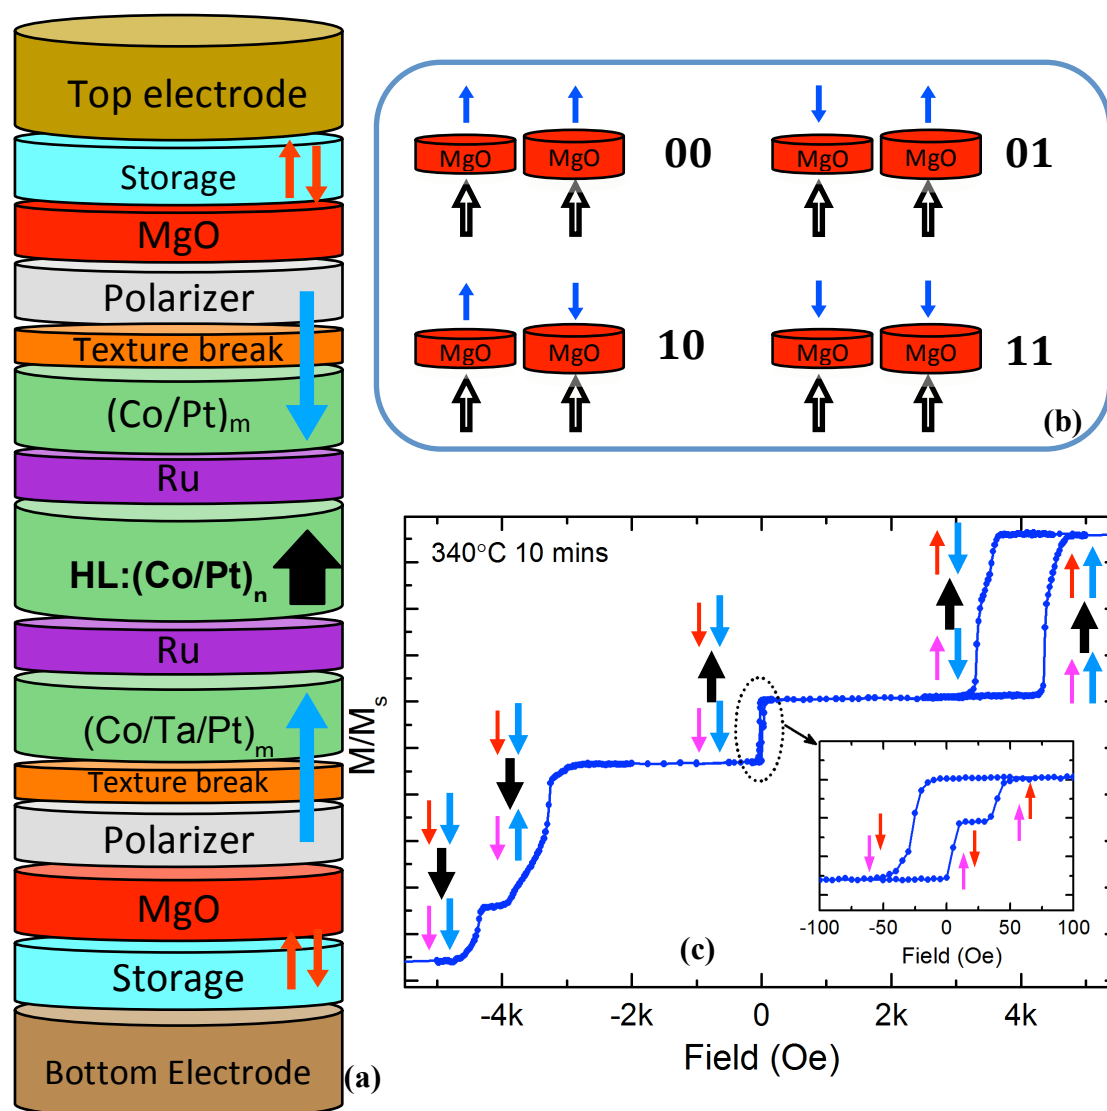 Top electrode
Storage
MgO
Polarizer
Texture break
(Co/Pt)m
Ru
HL:(Co/Pt)n
Ru
(Co/Ta/Pt)m
Texture break
Polarizer
MgO
Storage
Bottom Electrode
(a)
MgO MgO 00
MgO MgO 01
MgO MgO 10
MgO MgO 11
(b)
340°C 10 mins
M/Ms
-4k -2k 0 2k 4k
Field (Oe)
(c)
-100 -50 0 50 100
Field (Oe)